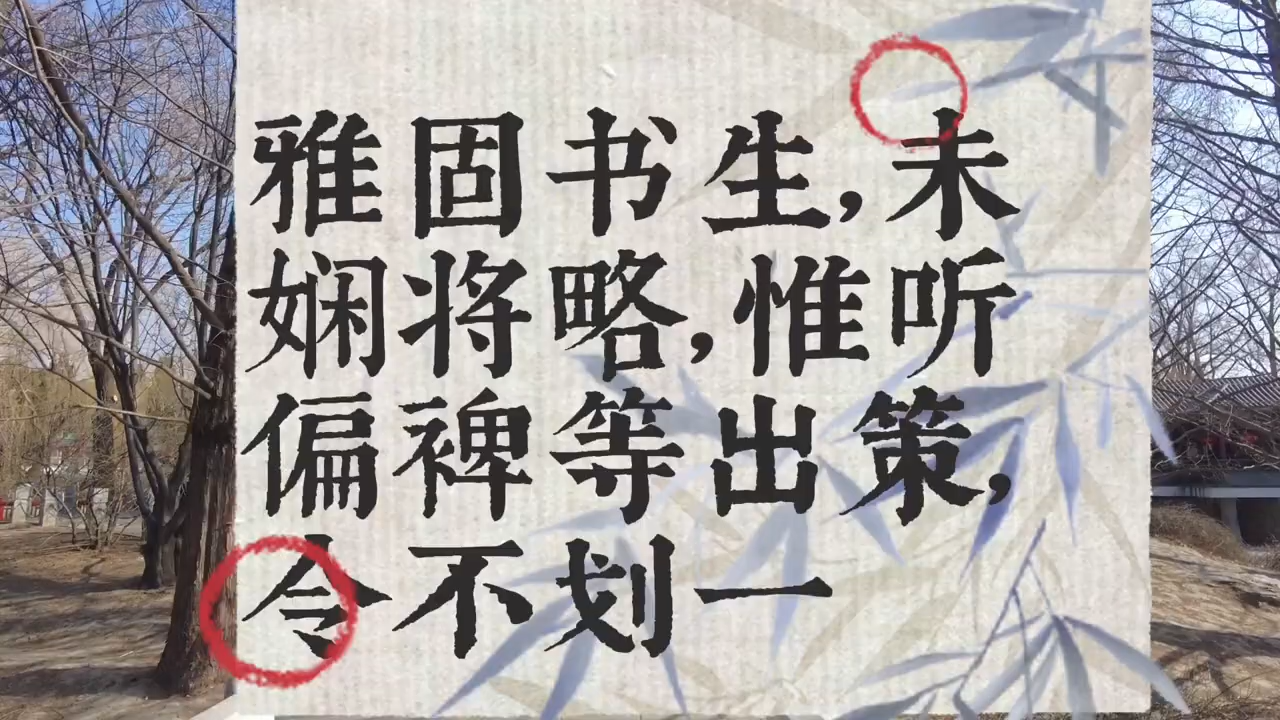 雅固书生,未
娴将略,惟听
偏裨等出策,
令不划一